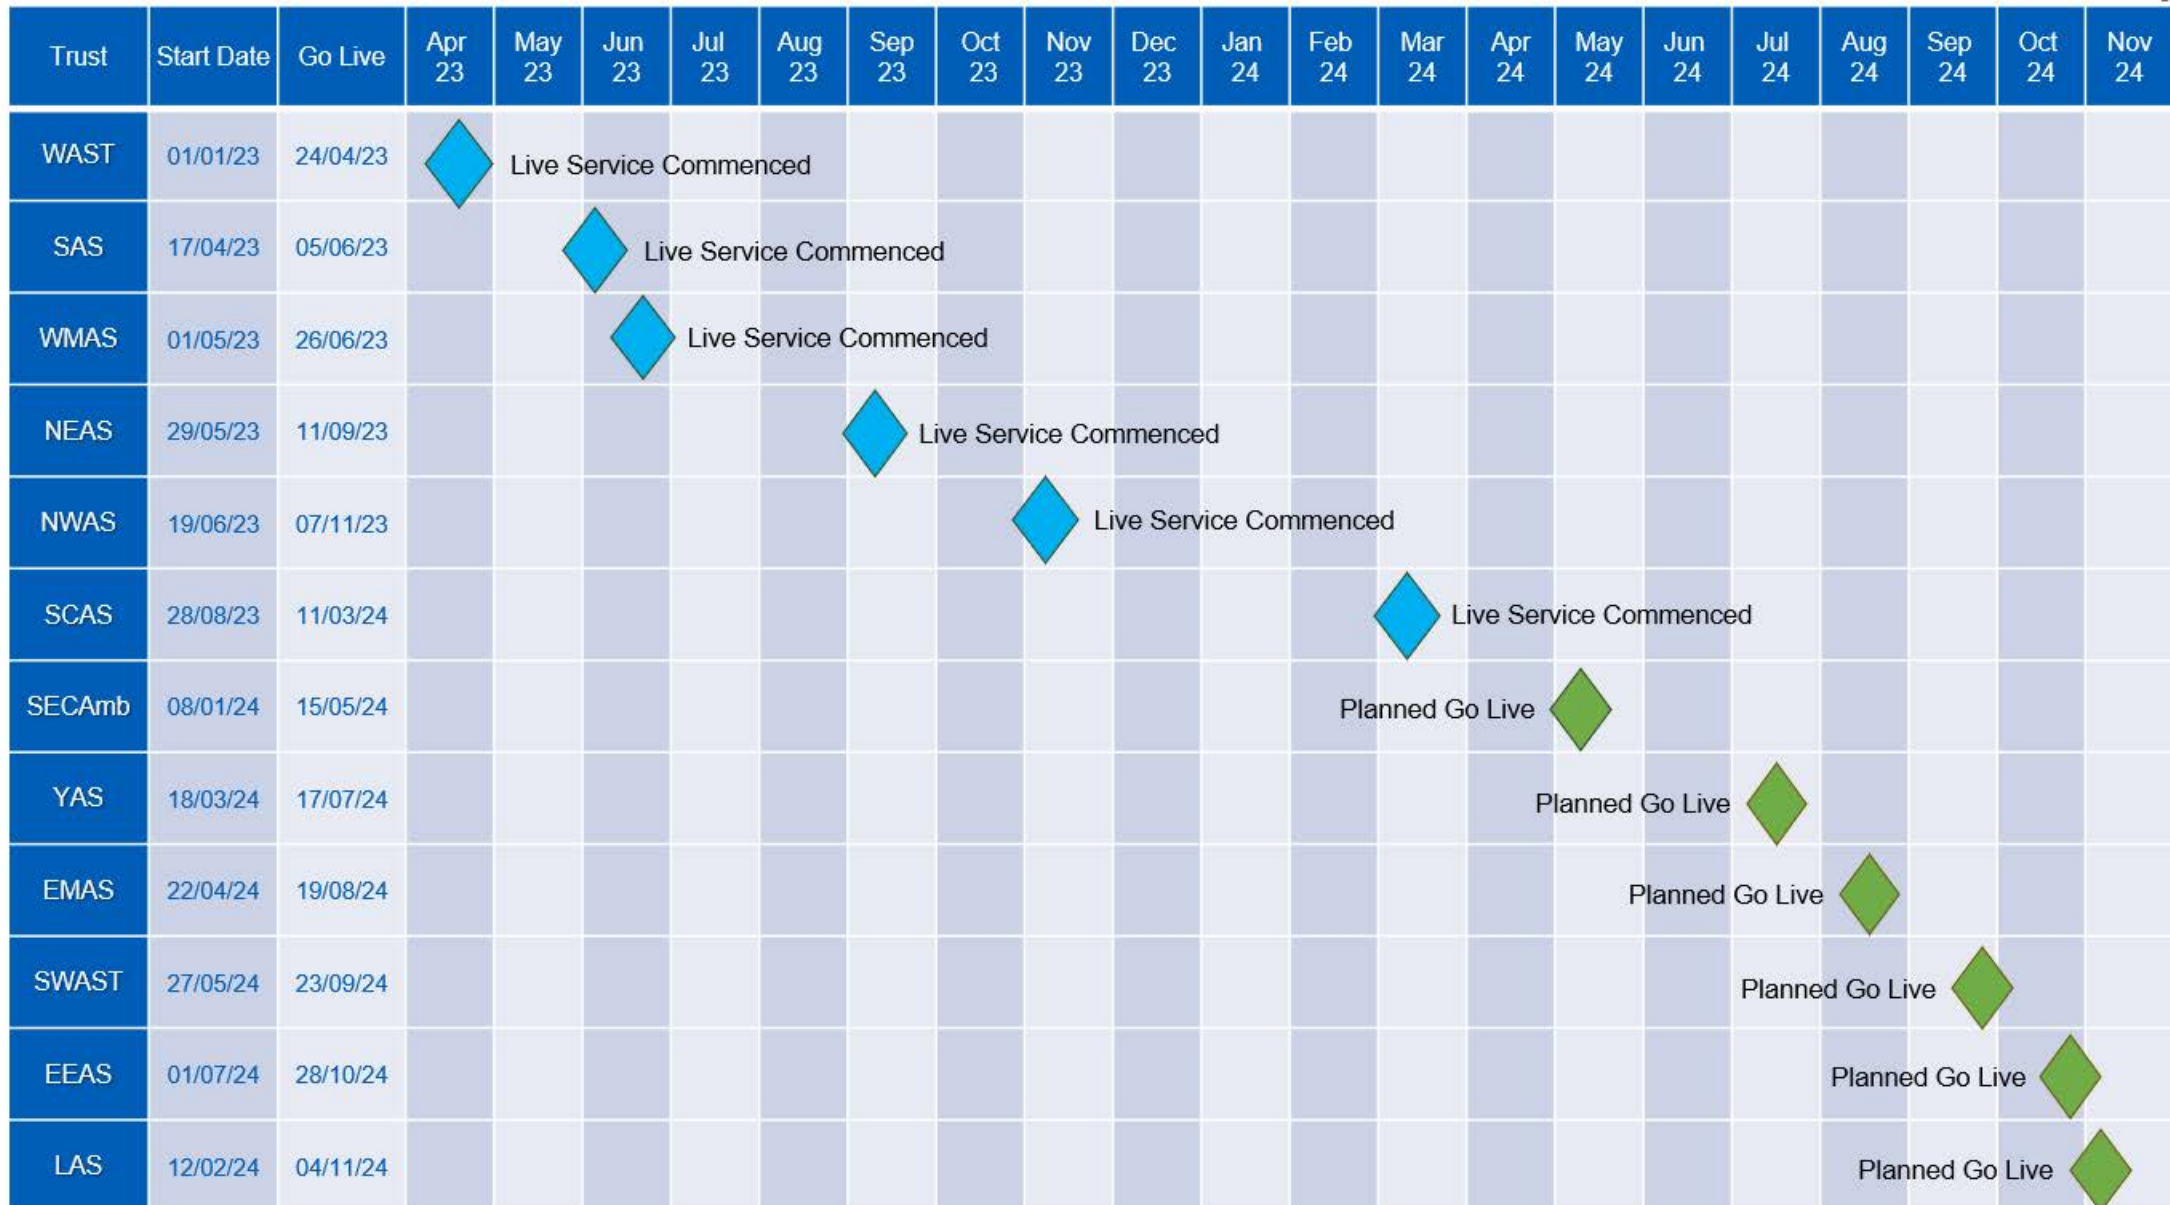 Trust Start Date Go Live Apr 23 May 23 Jun 23 Jul 23 Aug 23 Sep 23 Oct 23 Nov 23 Dec 23 Jan 24 Feb 24 Mar 24 Apr 24 May 24 Jun 24 Jul 24 Aug 24 Sep 24 Oct 24 Nov 24
WAST 01/01/23 24/04/23 Live Service Commenced
SAS 17/04/23 05/06/23 Live Service Commenced
WMAS 01/05/23 26/06/23 Live Service Commenced
NEAS 29/05/23 11/09/23 Live Service Commenced
NWAS 19/06/23 07/11/23 Live Service Commenced
SCAS 28/08/23 11/03/24 Live Service Commenced
SECAmb 08/01/24 15/05/24 Planned Go Live
YAS 18/03/24 17/07/24 Planned Go Live
EMAS 22/04/24 19/08/24 Planned Go Live
SWAST 27/05/24 23/09/24 Planned Go Live
EEAS 01/07/24 28/10/24 Planned Go Live
LAS 12/02/24 04/11/24 Planned Go Live